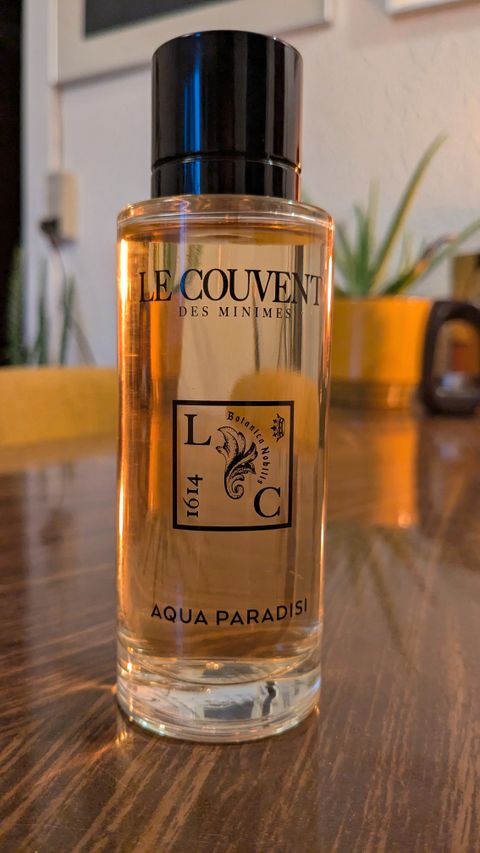 LE COUVENT
DES MINIMES
L
Botanica Nobilis
1614
C
AQUA PARADISI